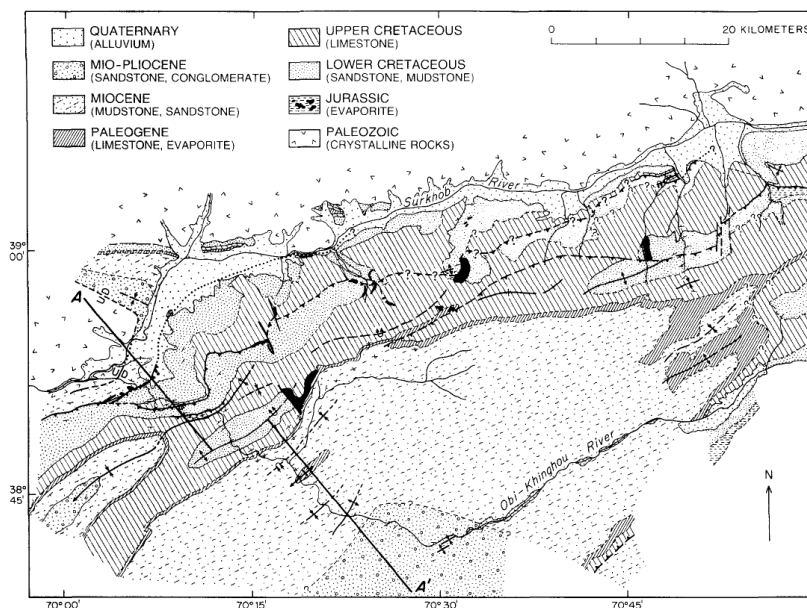 QUATERNARY
(ALLUVIUM)
MIO-PLIOCENE
(SANDSTONE, CONGLOMERATE)
MIOCENE
(MUDSTONE, SANDSTONE)
PALEOGENE
(LIMESTONE, EVAPORITE)
UPPER CRETACEOUS
(LIMESTONE)
LOWER CRETACEOUS
(SANDSTONE, MUDSTONE)
JURASSIC
(EVAPORITE)
PALEOZOIC
(CRYSTALLINE ROCKS)
0 20 KILOMETERS
Surkhob River
39°
00'
A
U D
U D
Obi-Khinghou River
38°
45'
N
A'
70°00' 70°15' 70°30' 70°45'